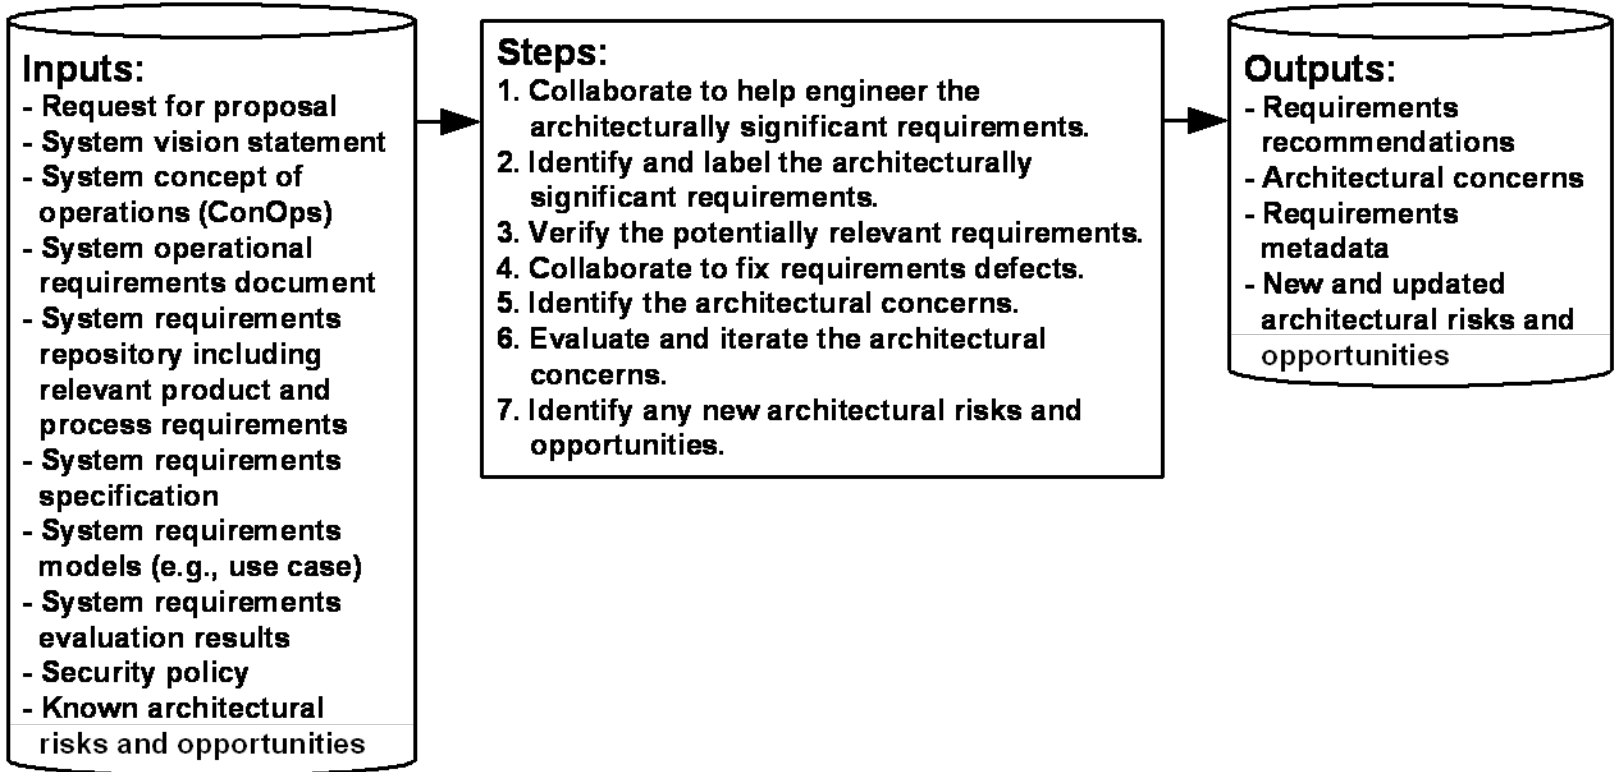 Inputs:
- Request for proposal
- System vision statement
- System concept of
operations (ConOps)
- System operational
requirements document
- System requirements
repository including
relevant product and
process requirements
- System requirements
specification
- System requirements
models (e.g., use case)
- System requirements
evaluation results
- Security policy
- Known architectural
risks and opportunities
Steps:
1. Collaborate to help engineer the
architecturally significant requirements.
2. Identify and label the architecturally
significant requirements.
3. Verify the potentially relevant requirements.
4. Collaborate to fix requirements defects.
5. Identify the architectural concerns.
6. Evaluate and iterate the architectural
concerns.
7. Identify any new architectural risks and
opportunities.
Outputs:
- Requirements
recommendations
- Architectural concerns
- Requirements
metadata
- New and updated
architectural risks and
opportunities